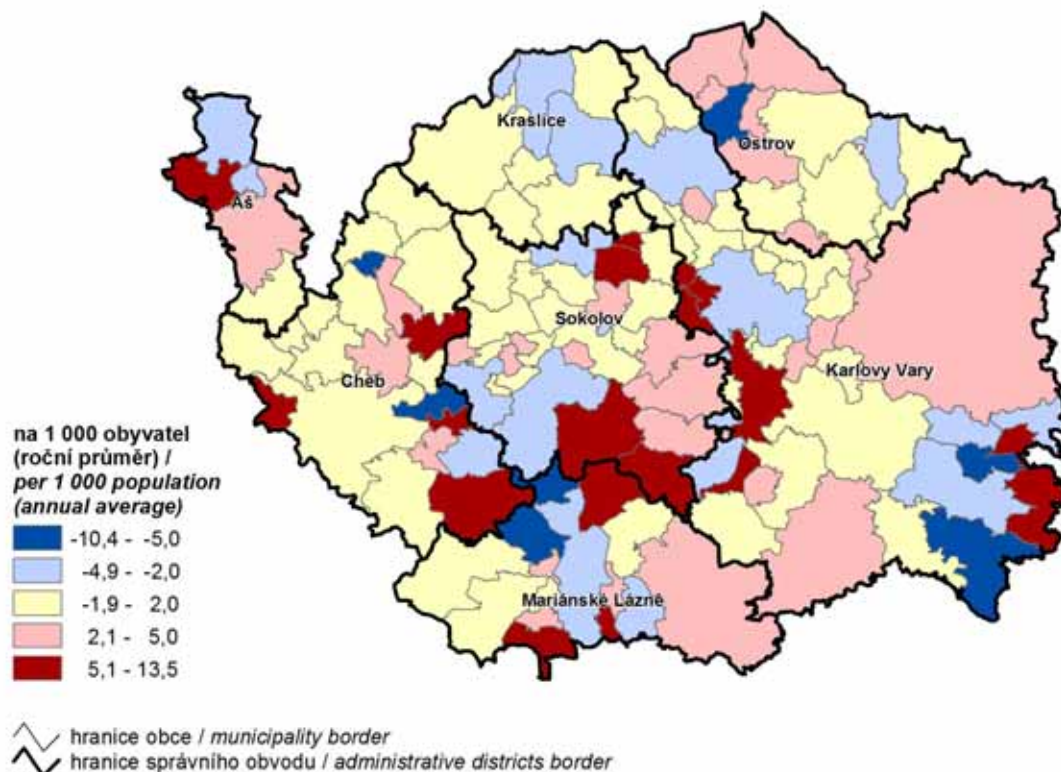 Kraslice
Ostrov
Aš
Sokolov
Cheb
Karlovy Vary
Mariánské Lázně
na 1 000 obyvatel
(roční průměr) /
per 1 000 population
(annual average)
-10,4 - -5,0
-4,9 - -2,0
-1,9 - 2,0
2,1 - 5,0
5,1 - 13,5
hranice obce / municipality border
hranice správního obvodu / administrative districts border